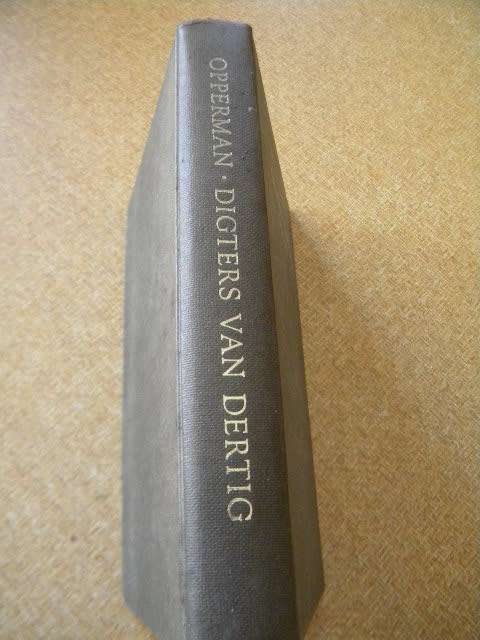 OPPERMAN · DIGTERS VAN DERTIG